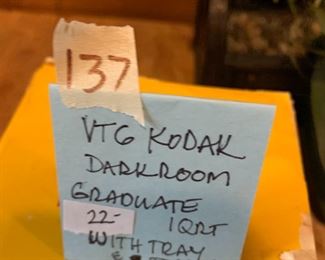 137
VTG KODAK
DARKROOM
GRADUATE
22- 1QRT
WITH TRAY
&